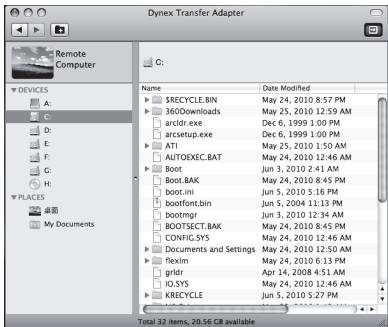 Dynex Transfer Adapter
Remote
Computer
C:
DEVICES
A:
C:
D:
E:
F:
G:
H:
PLACES
桌面
My Documents
Name Date Modified
$RECYCLE.BIN May 24, 2010 8:57 PM
360Downloads May 25, 2010 12:59 AM
arcldr.exe Dec 6, 1999 1:00 PM
arcsetup.exe Dec 6, 1999 1:00 PM
ATI May 25, 2010 1:50 AM
AUTOEXEC.BAT May 24, 2010 12:46 AM
Boot Jun 3, 2010 2:41 AM
Boot.BAK May 24, 2010 8:45 PM
boot.ini Jun 5, 2010 5:16 PM
bootfont.bin Jun 5, 2004 11:13 PM
bootmgr Jun 3, 2010 12:34 AM
BOOTSECT.BAK May 24, 2010 8:45 PM
CONFIG.SYS May 24, 2010 12:46 AM
Documents and Settings May 24, 2010 12:50 AM
flexlm May 24, 2010 6:13 PM
grldr Apr 14, 2008 4:51 AM
IO.SYS May 24, 2010 12:46 AM
KRECYCLE Jun 5, 2010 5:27 PM
Total 32 items, 20.56 GB available